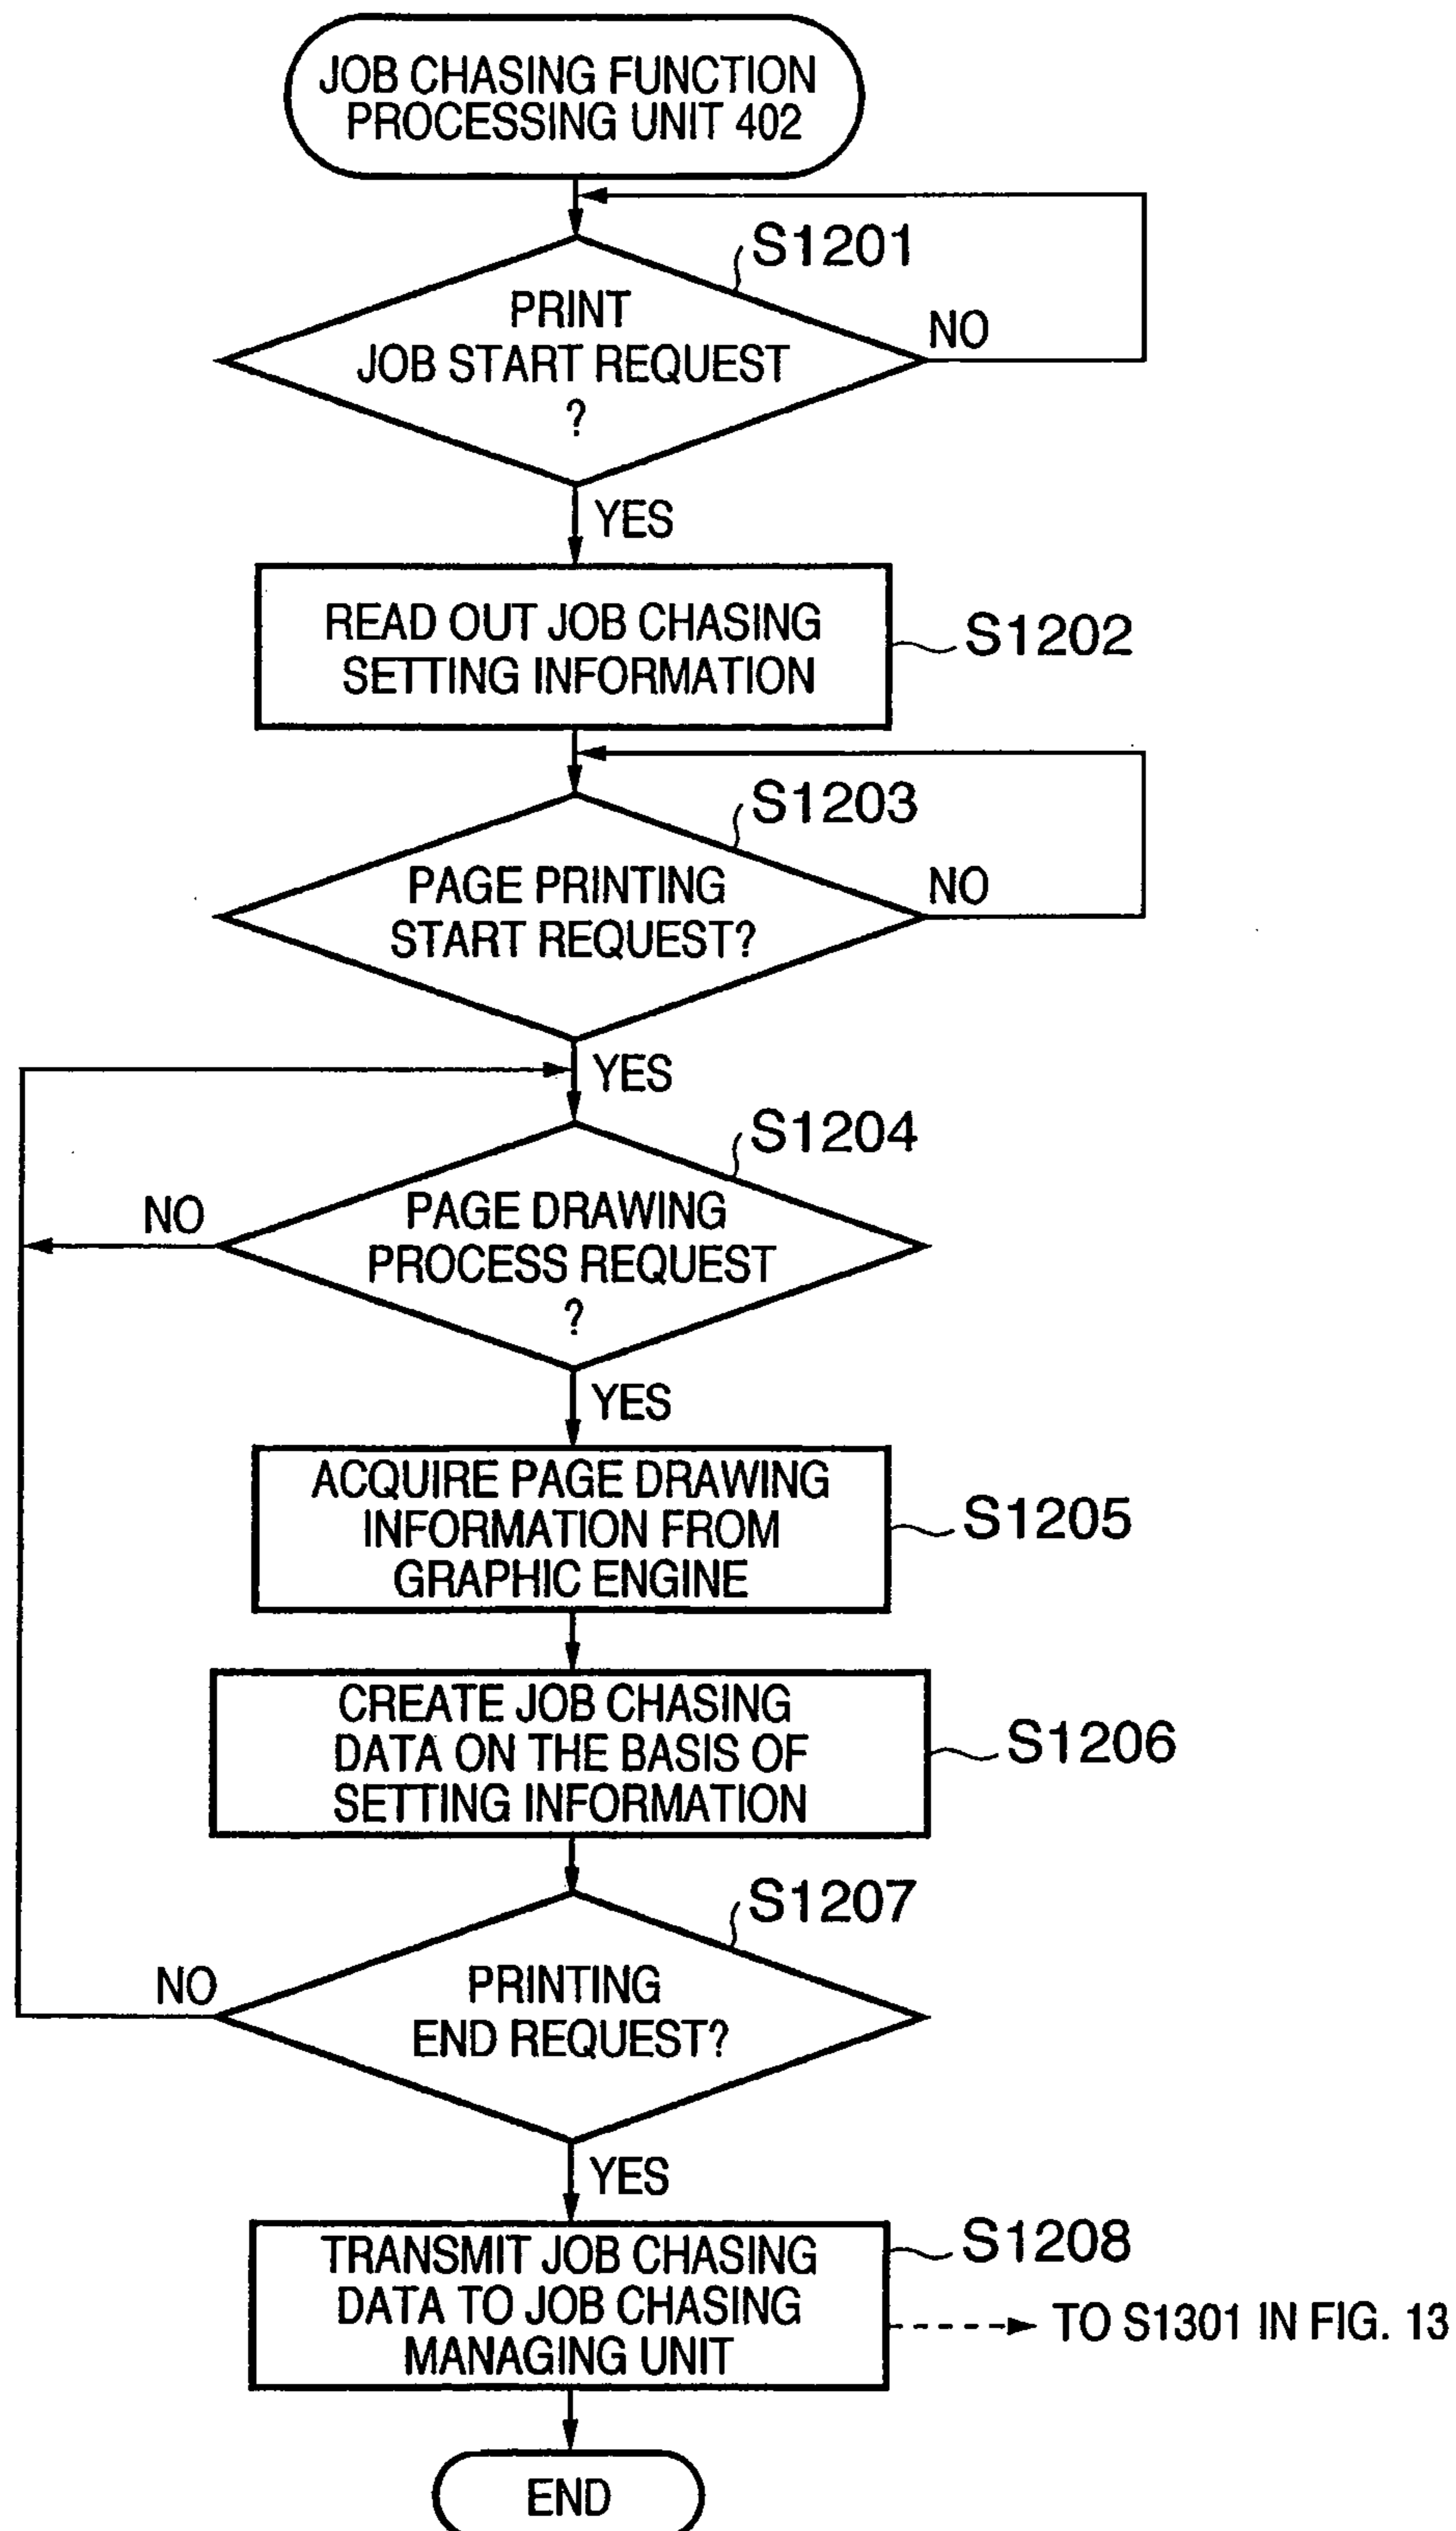 JOB CHASING FUNCTION
PROCESSING UNIT 402
S1201
PRINT
JOB START REQUEST
?
NO
YES
READ OUT JOB CHASING
SETTING INFORMATION
S1202
S1203
PAGE PRINTING
START REQUEST?
NO
YES
S1204
NO
PAGE DRAWING
PROCESS REQUEST
?
YES
ACQUIRE PAGE DRAWING
INFORMATION FROM
GRAPHIC ENGINE
S1205
CREATE JOB CHASING
DATA ON THE BASIS OF
SETTING INFORMATION
S1206
S1207
NO
PRINTING
END REQUEST?
YES
TRANSMIT JOB CHASING
DATA TO JOB CHASING
MANAGING UNIT
S1208
TO S1301 IN FIG. 13
END